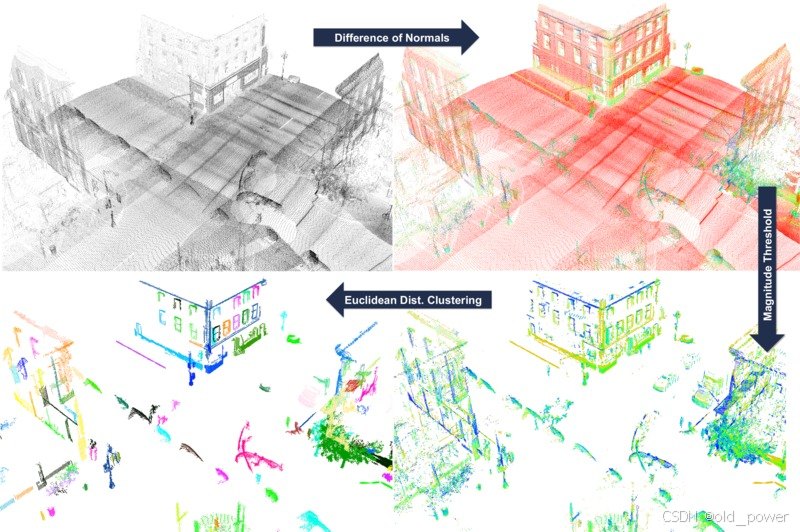 Difference of Normals
Magnitude Threshold
Euclidean Dist. Clustering
CSDN @old_power